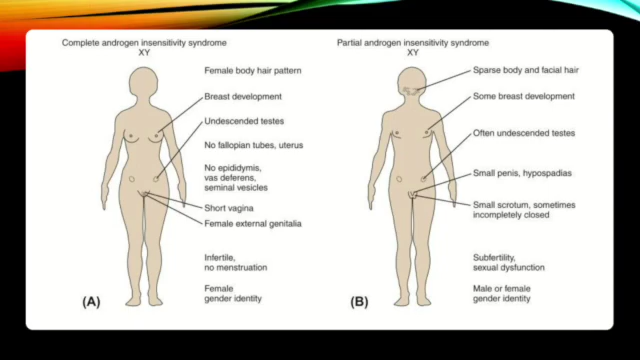 Complete androgen insensitivity syndrome
XY
Female body hair pattern
Breast development
Undescended testes
No fallopian tubes, uterus
No epididymis,
vas deferens,
seminal vesicles
Short vagina
Female external genitalia
Infertile,
no menstruation
Female
gender identity
(A)
Partial androgen insensitivity syndrome
XY
Sparse body and facial hair
Some breast development
Often undescended testes
Small penis, hypospadias
Small scrotum, sometimes
incompletely closed
Subfertility,
sexual dysfunction
Male or female
gender identity
(B)